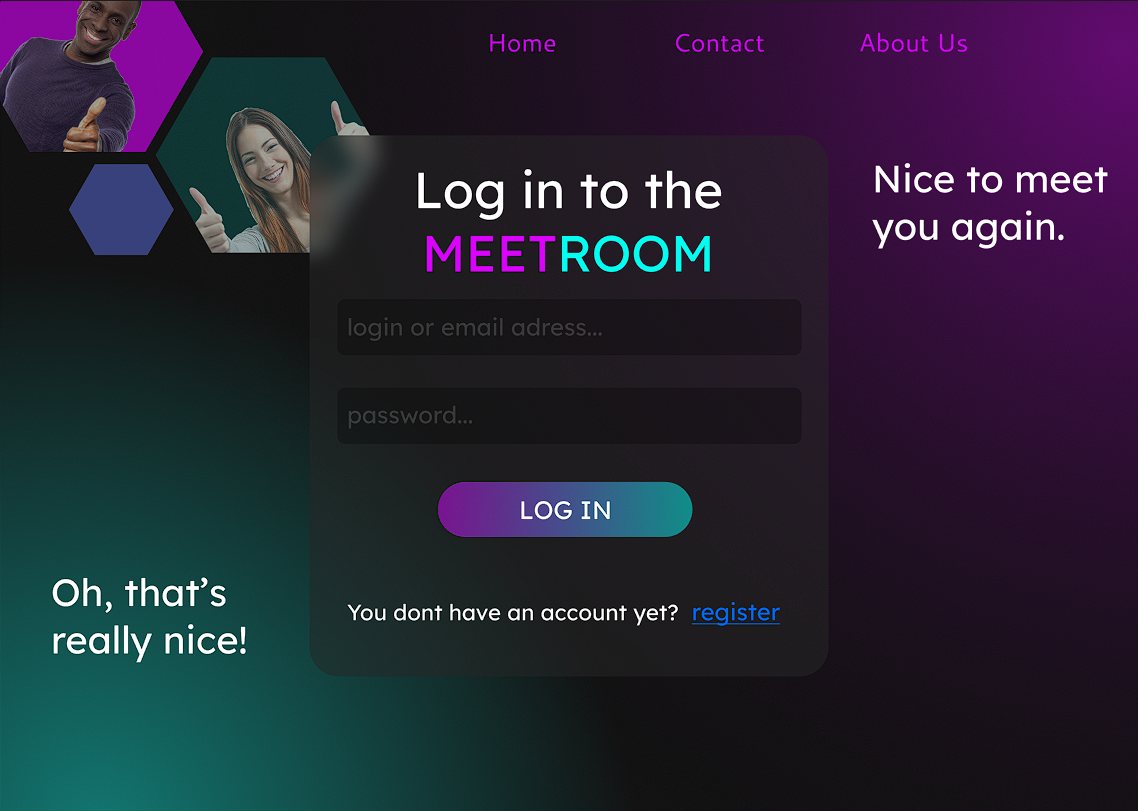 Home Contact About Us
Log in to the
MEETROOM
Nice to meet
you again.
login or email adress...
password...
LOG IN
Oh, that’s
really nice!
You dont have an account yet? register